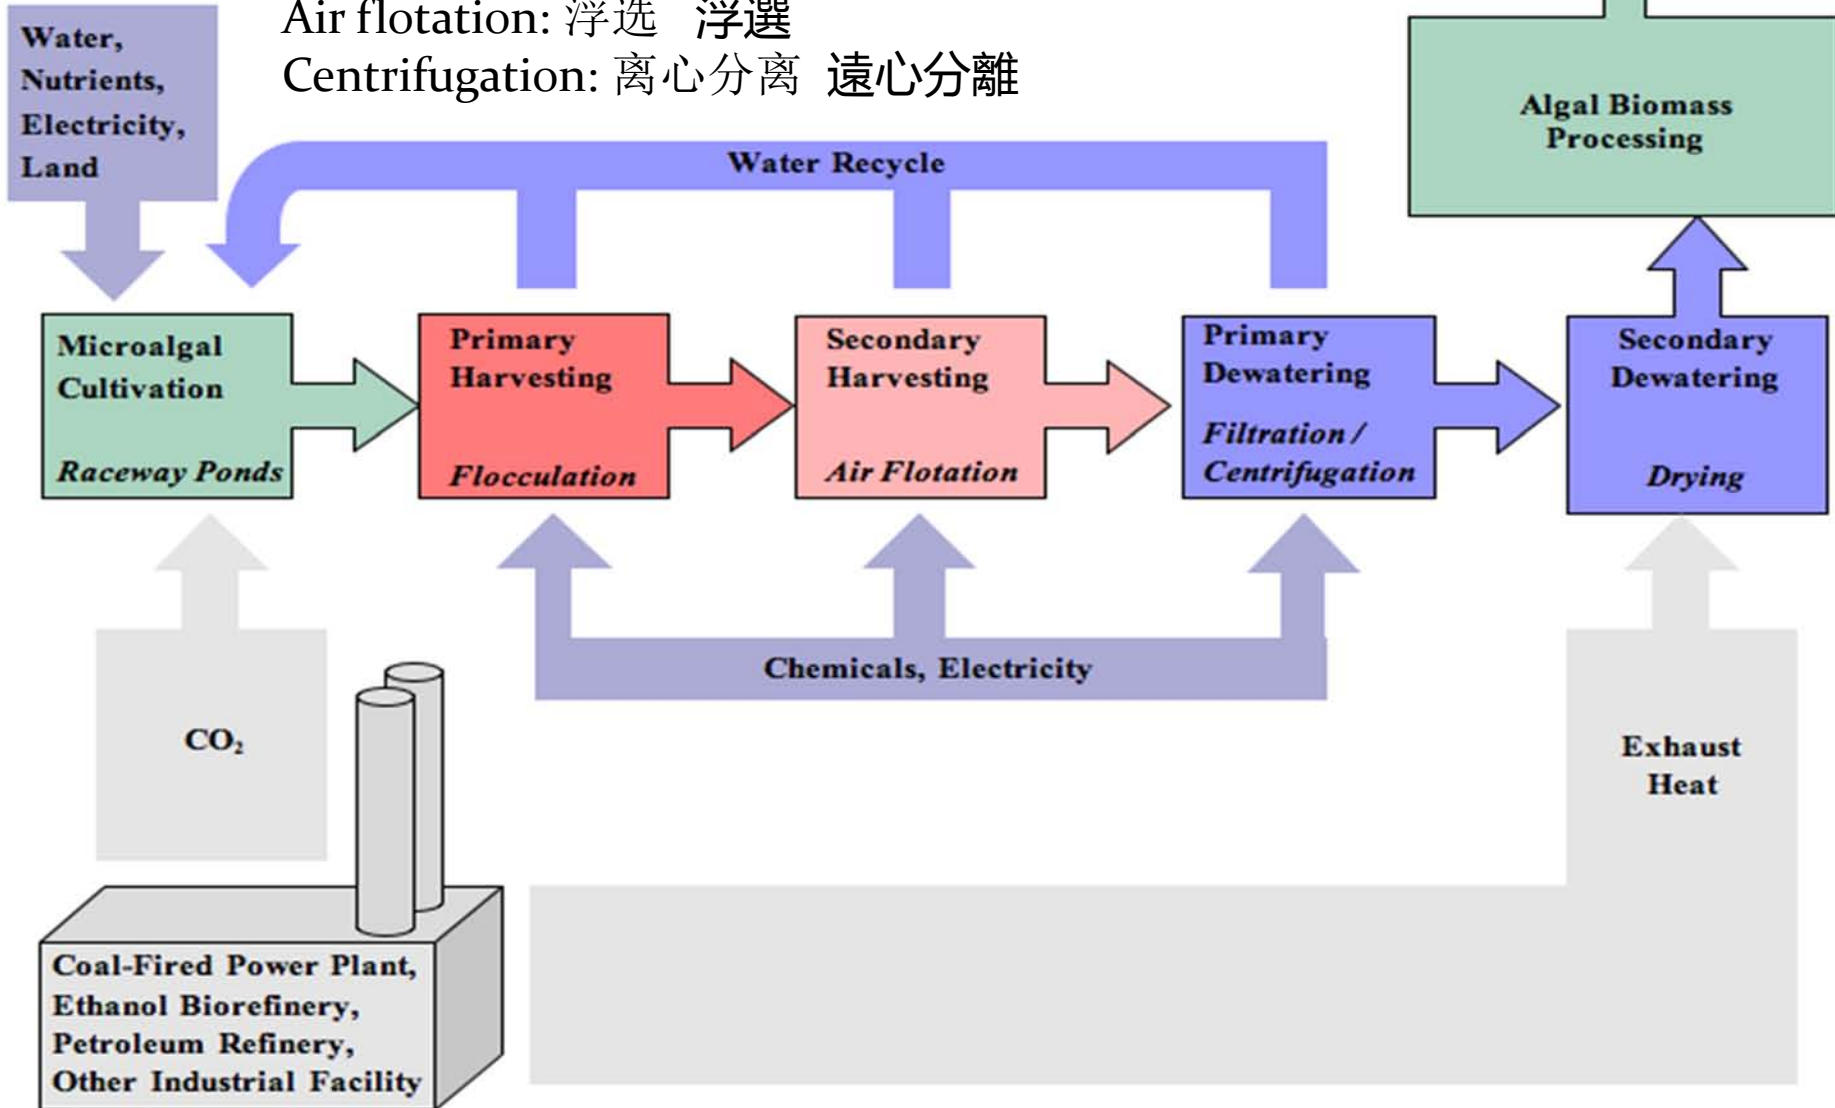 Air flotation: 浮选 浮選
Centrifugation: 离心分离 遠心分離
Water,
Nutrients,
Electricity,
Land
Algal Biomass
Processing
Water Recycle
Microalgal
Cultivation
Raceway Ponds
Primary
Harvesting
Flocculation
Secondary
Harvesting
Air Flotation
Primary
Dewatering
Filtration /
Centrifugation
Secondary
Dewatering
Drying
Chemicals, Electricity
CO₂
Exhaust
Heat
Coal-Fired Power Plant,
Ethanol Biorefinery,
Petroleum Refinery,
Other Industrial Facility